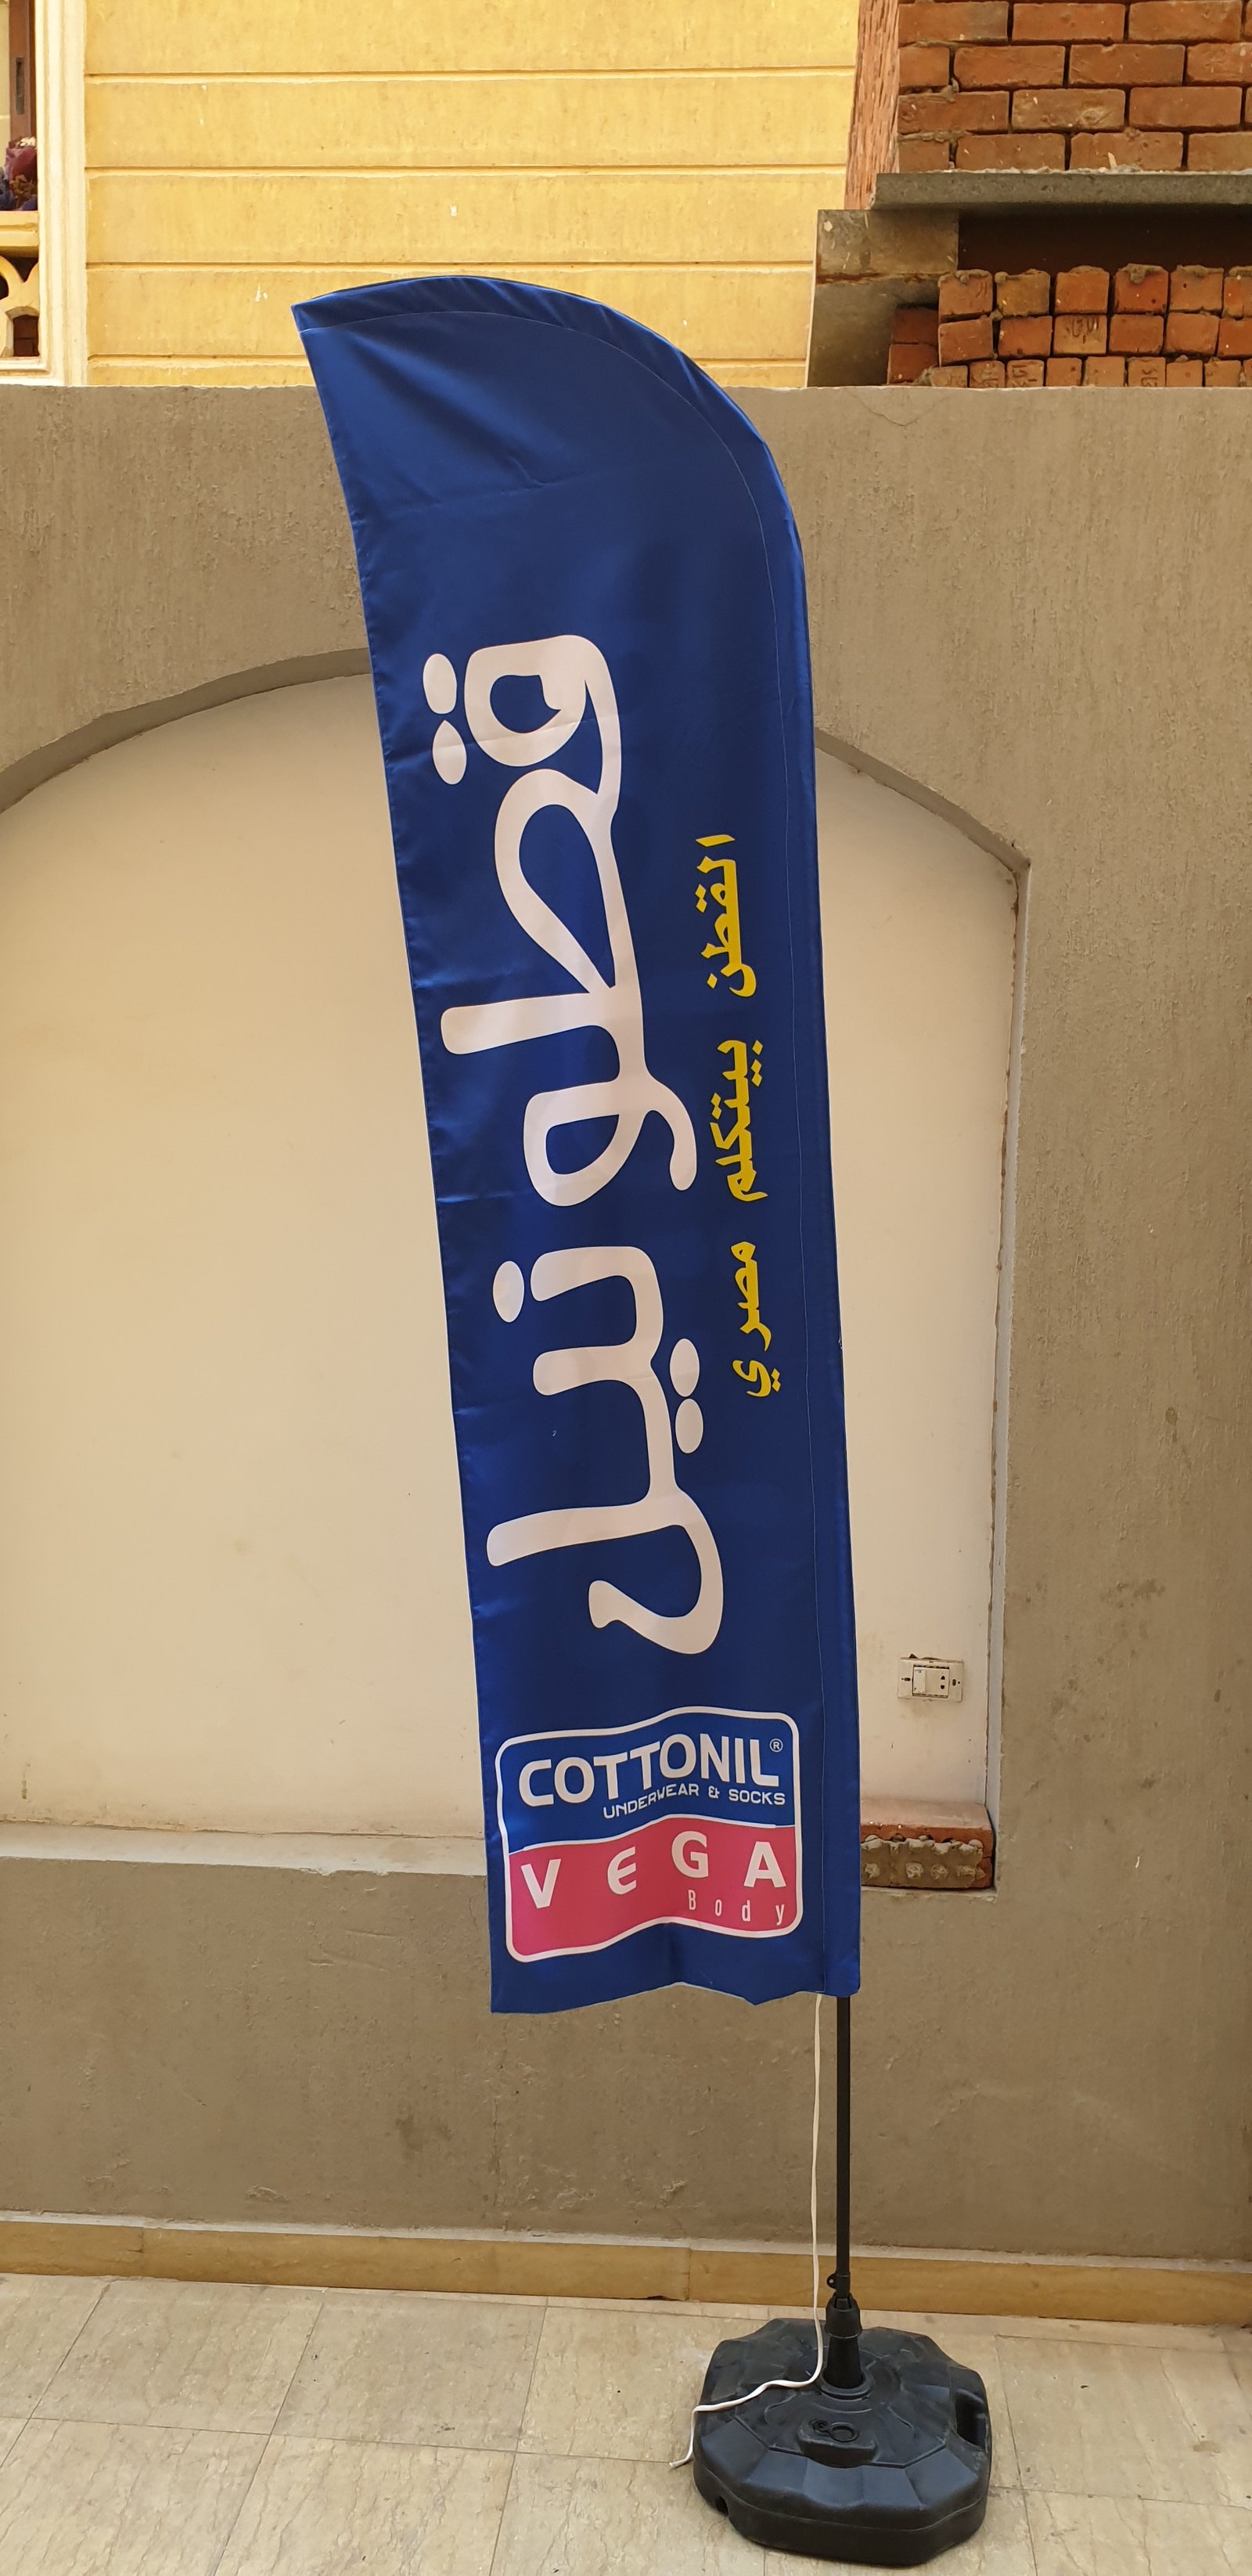 قطونيل
القطن بيتكلم مصري
COTTONIL®
UNDERWEAR & SOCKS
VEGA
Body